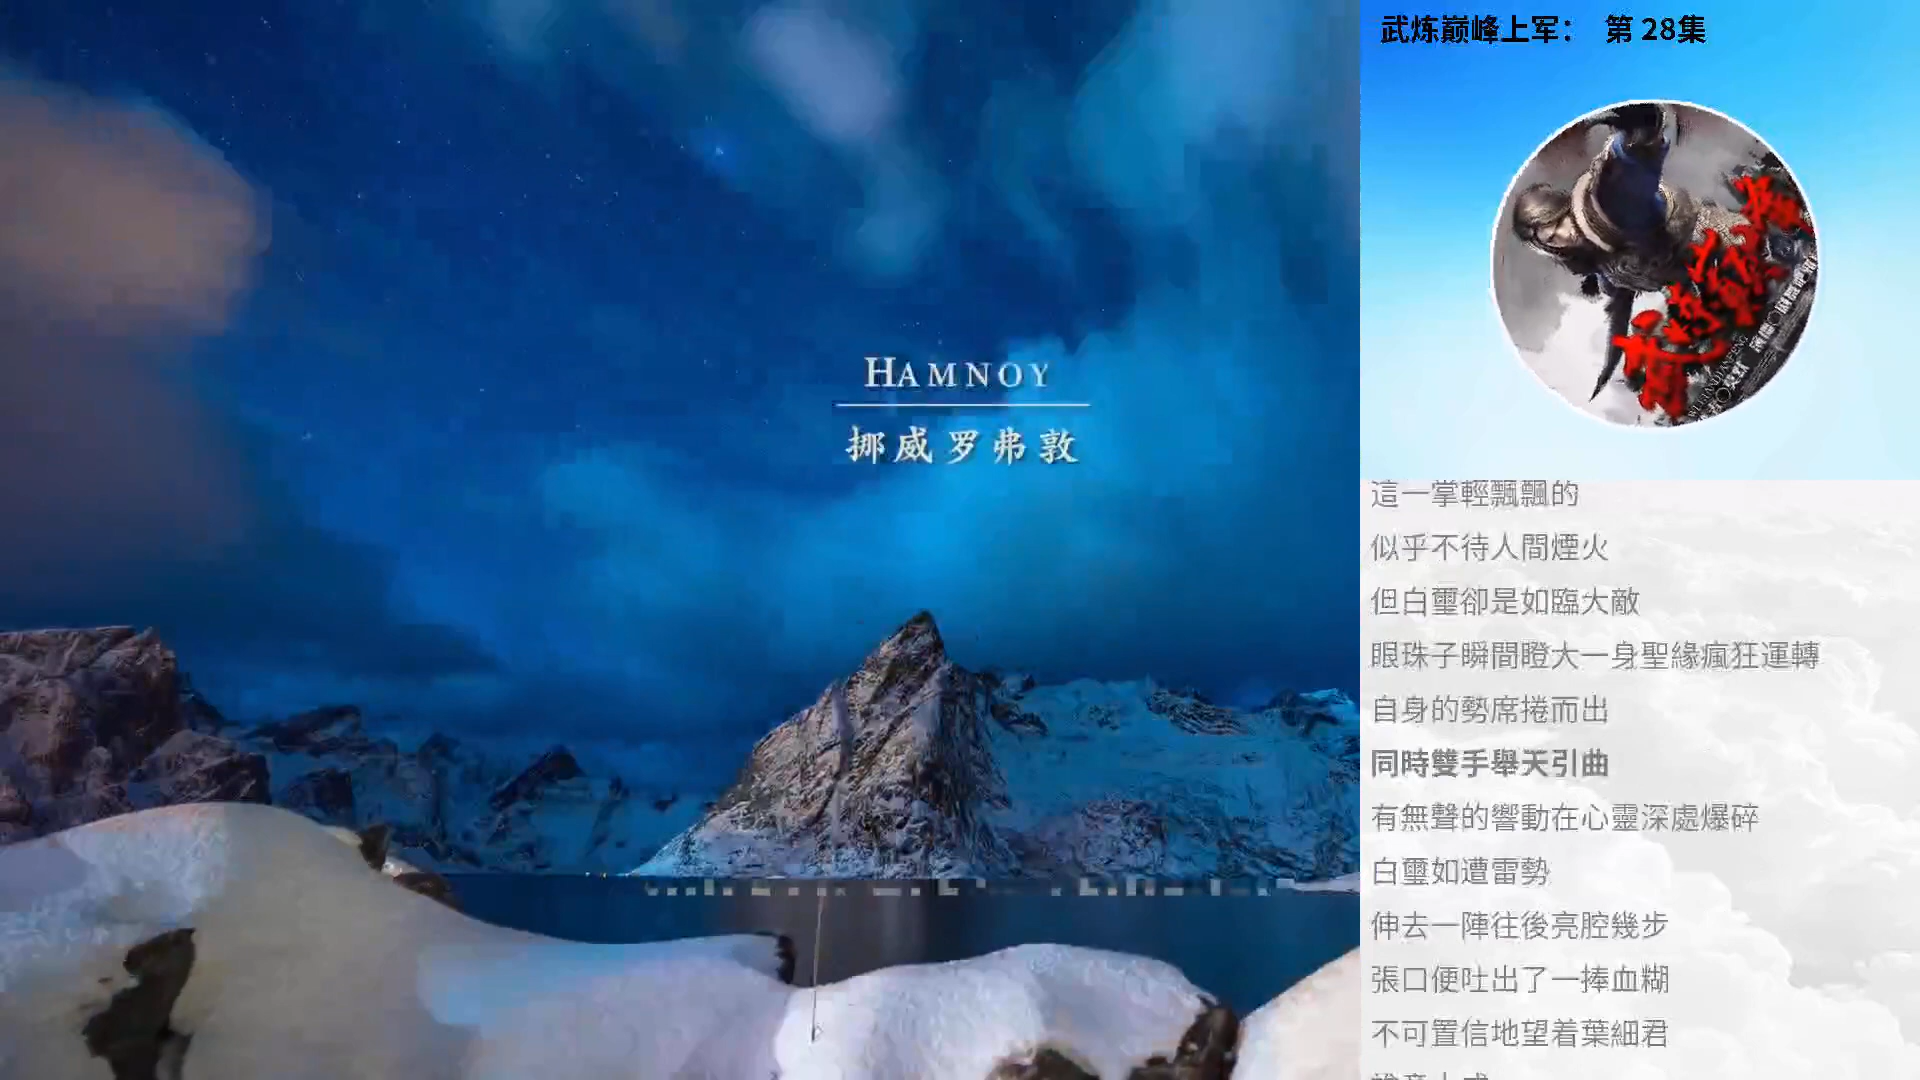 武炼巅峰上军： 第 28集
HAMNOY
挪威罗弗敦
這一掌輕飄飄的
似乎不待人間煙火
但白璽卻是如臨大敵
眼珠子瞬間瞪大一身聖緣瘋狂運轉
自身的勢席捲而出
同時雙手舉天引曲
有無聲的響動在心靈深處爆碎
白璽如遭雷勢
伸去一陣往後亮腔幾步
張口便吐出了一捧血糊
不可置信地望着葉細君